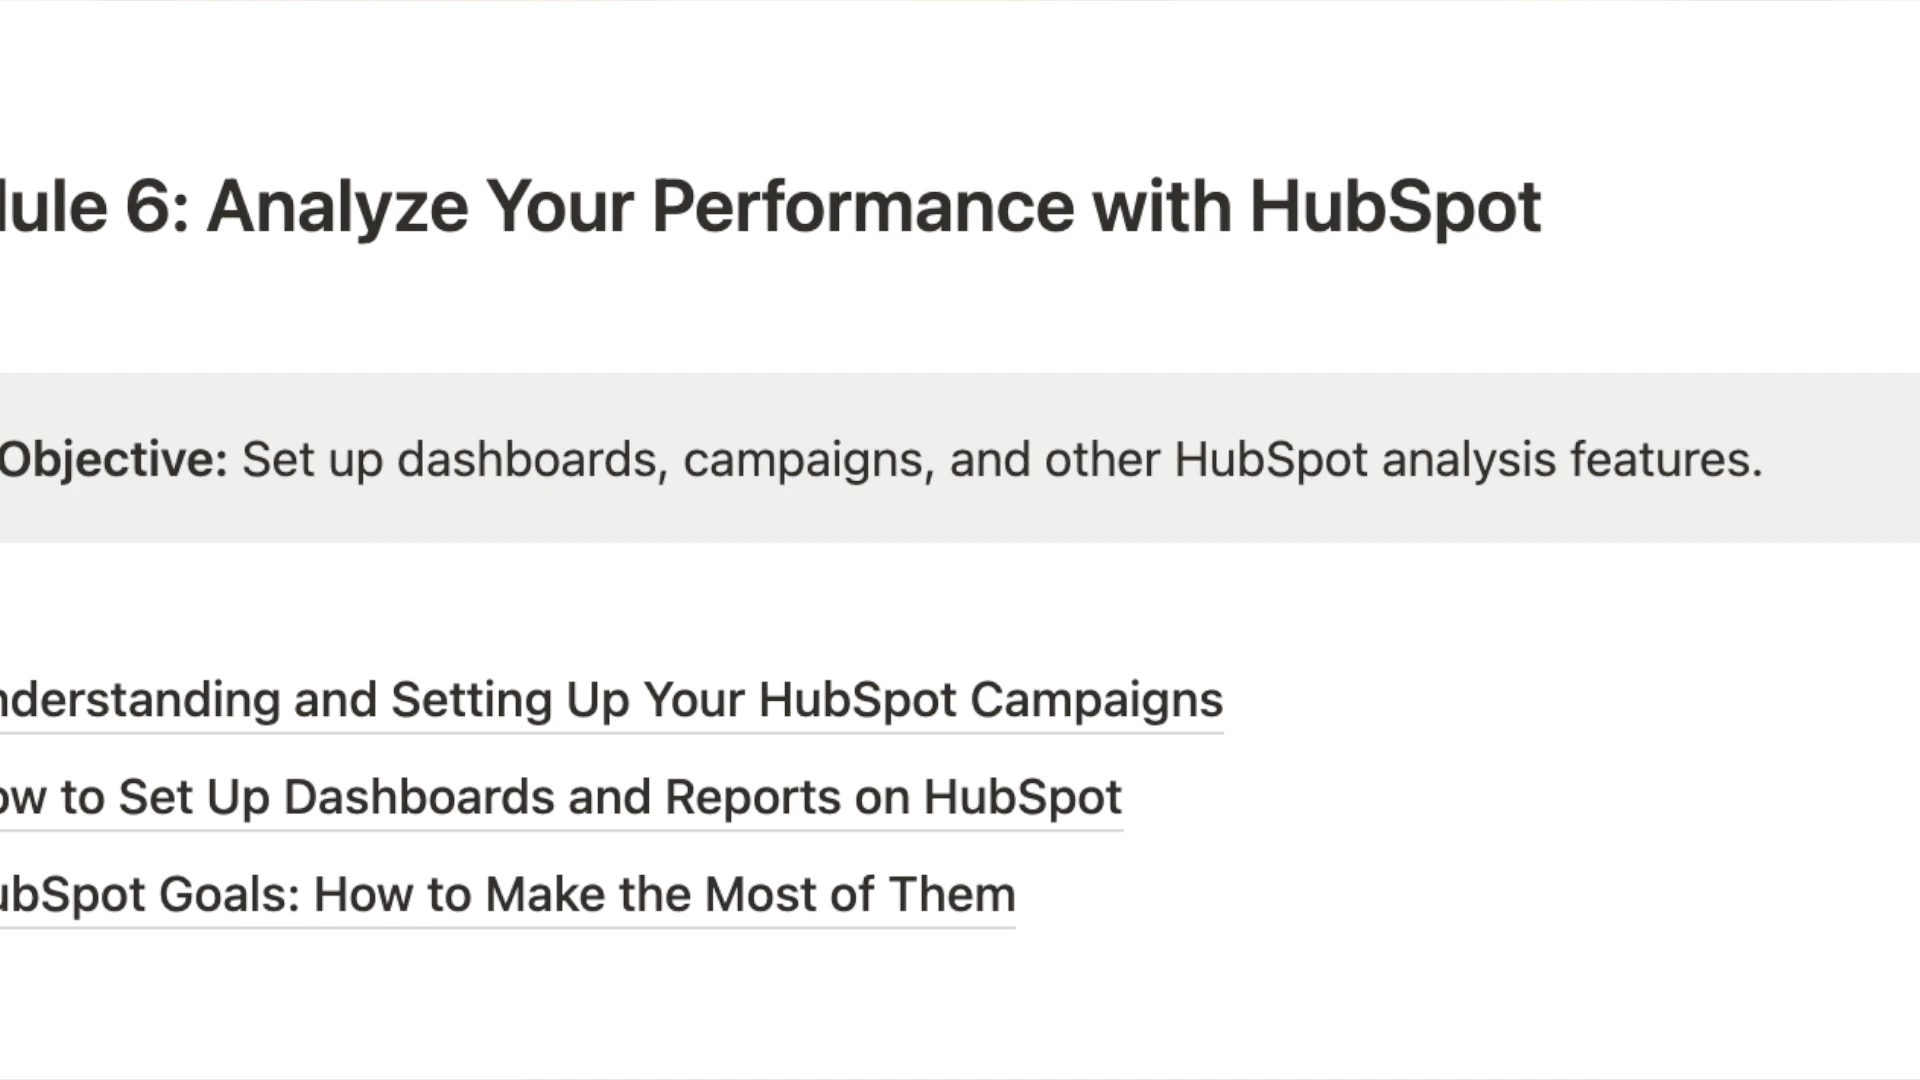 lule 6: Analyze Your Performance with HubSpot
Objective: Set up dashboards, campaigns, and other HubSpot analysis features.
nderstanding and Setting Up Your HubSpot Campaigns
ow to Set Up Dashboards and Reports on HubSpot
ubSpot Goals: How to Make the Most of Them